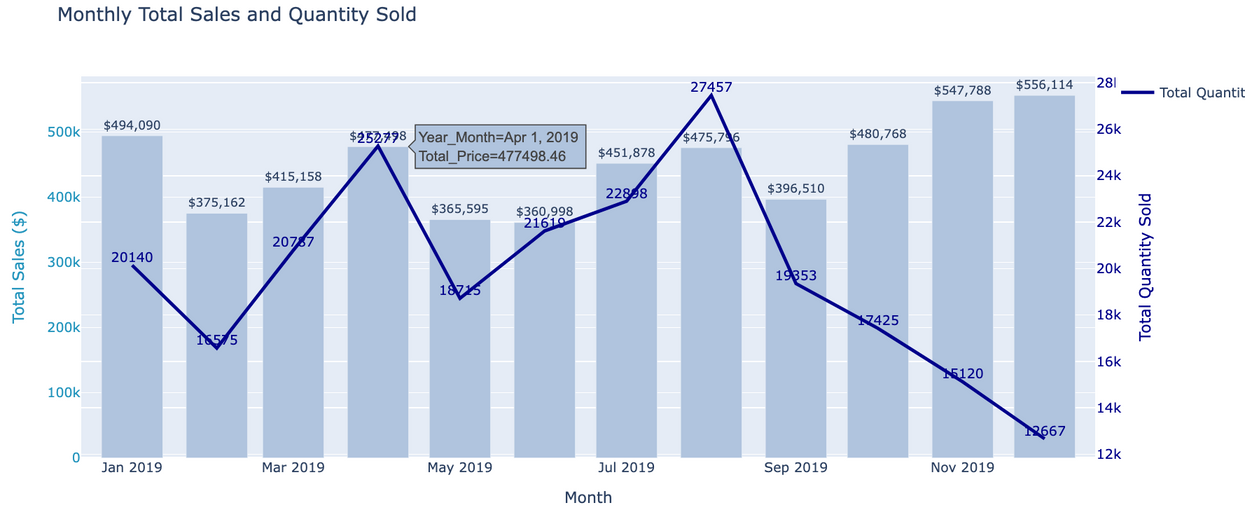 Monthly Total Sales and Quantity Sold
Total Sales ($)
500k
400k
300k
200k
100k
0
$494,090
$375,162
$415,158
$477,498
$365,595
$360,998
$451,878
$475,796
$396,510
$480,768
$547,788
$556,114
20140
16575
20787
25277
18715
21619
22898
27457
19353
17425
15120
12667
Year_Month=Apr 1, 2019
Total_Price=477498.46
Jan 2019
Mar 2019
May 2019
Jul 2019
Sep 2019
Nov 2019
Month
28
26k
24k
22k
20k
18k
16k
14k
12k
Total Quantity Sold
Total Quantit